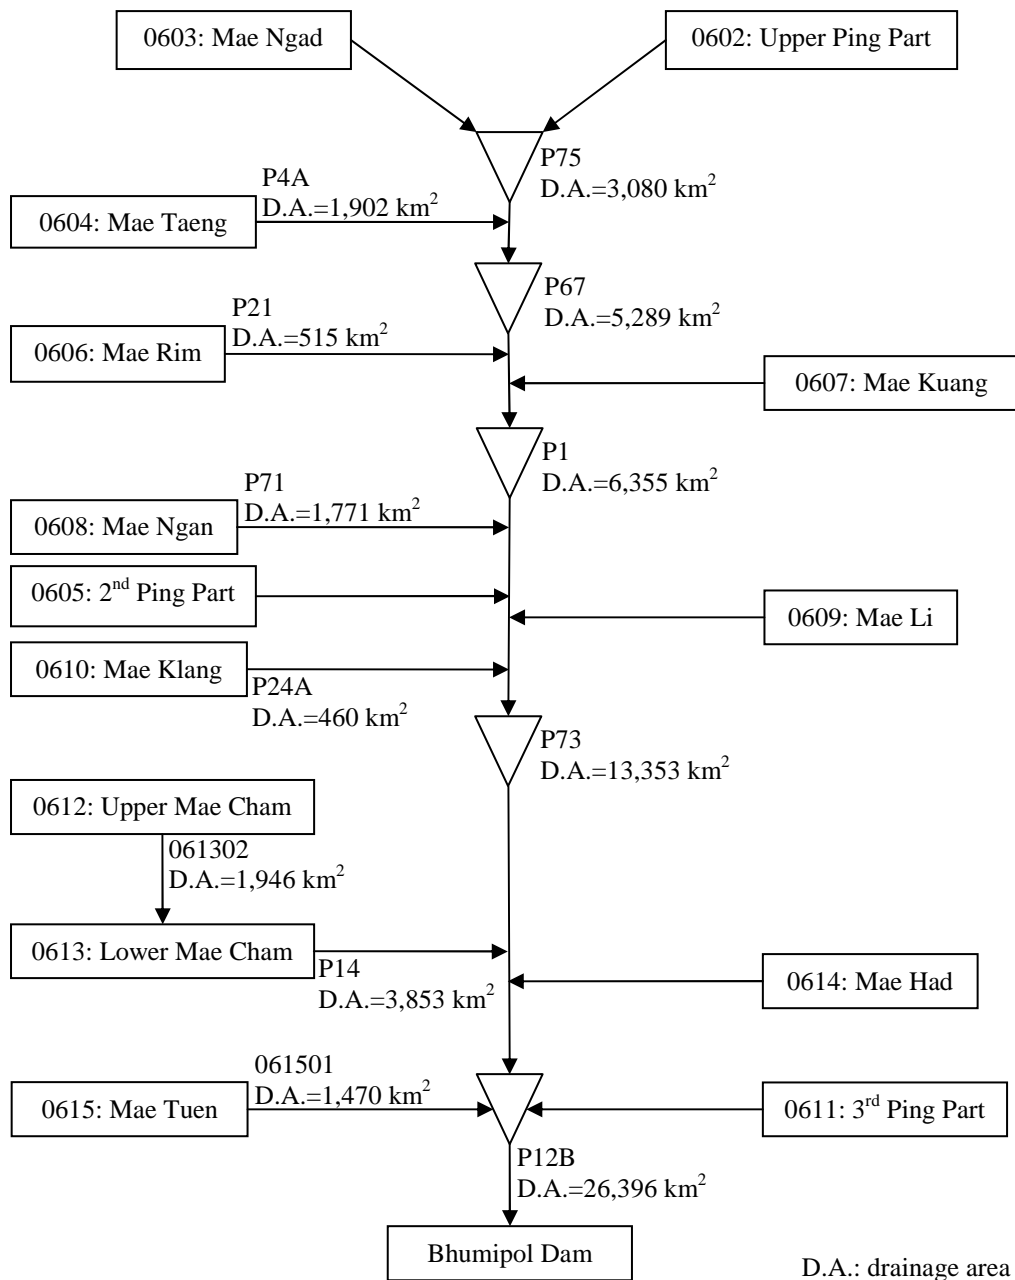 0603: Mae Ngad
0602: Upper Ping Part
P75
D.A.=3,080 km²
P4A
D.A.=1,902 km²
0604: Mae Taeng
P67
D.A.=5,289 km²
P21
D.A.=515 km²
0606: Mae Rim
0607: Mae Kuang
P1
D.A.=6,355 km²
P71
D.A.=1,771 km²
0608: Mae Ngan
0605: 2ⁿᵈ Ping Part
0609: Mae Li
0610: Mae Klang
P24A
D.A.=460 km²
P73
D.A.=13,353 km²
0612: Upper Mae Cham
061302
D.A.=1,946 km²
0613: Lower Mae Cham
P14
D.A.=3,853 km²
0614: Mae Had
061501
D.A.=1,470 km²
0615: Mae Tuen
0611: 3ʳᵈ Ping Part
P12B
D.A.=26,396 km²
Bhumipol Dam
D.A.: drainage area